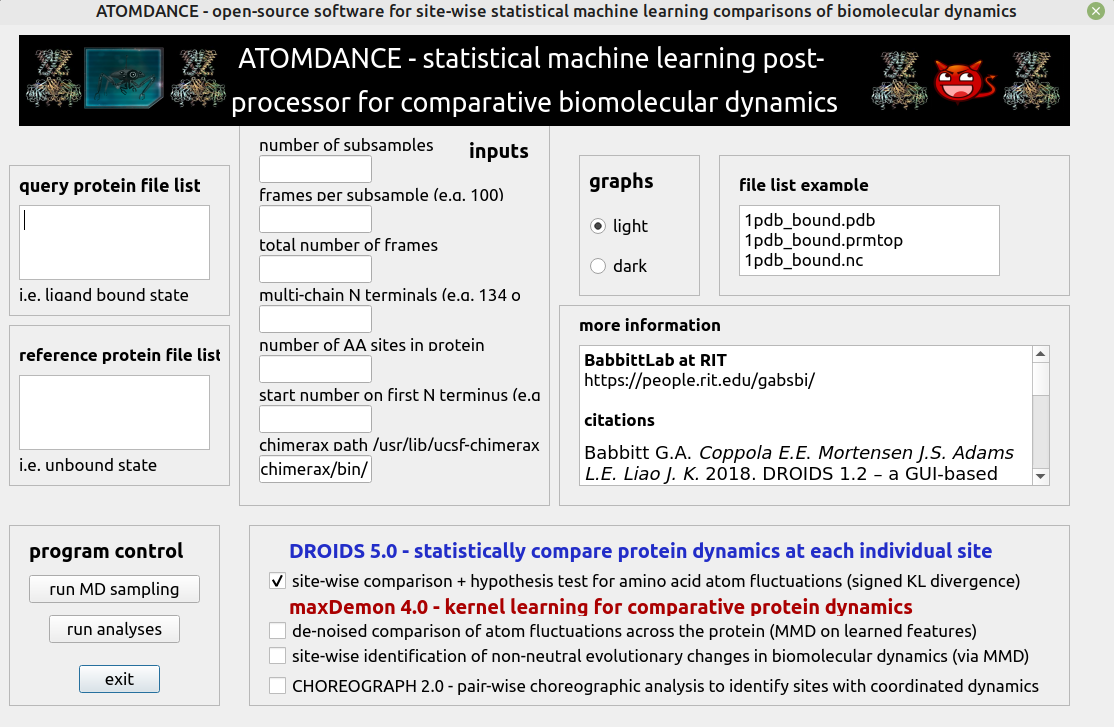 ATOMDANCE - open-source software for site-wise statistical machine learning comparisons of biomolecular dynamics
ATOMDANCE - statistical machine learning post-
processor for comparative biomolecular dynamics
query protein file list
i.e. ligand bound state
reference protein file list
i.e. unbound state
inputs
number of subsamples
frames per subsample (e.g. 100)
total number of frames
multi-chain N terminals (e.g. 134 o
number of AA sites in protein
start number on first N terminus (e.g
chimerax path /usr/lib/ucsf-chimerax
chimerax/bin/
graphs
light
dark
file list example
1pdb_bound.pdb
1pdb_bound.prmtop
1pdb_bound.nc
more information
BabbittLab at RIT
https://people.rit.edu/gabsbi/
citations
Babbitt G.A. Coppola E.E. Mortensen J.S. Adams
L.E. Liao J. K. 2018. DROIDS 1.2 – a GUI-based
program control
run MD sampling
run analyses
exit
DROIDS 5.0 - statistically compare protein dynamics at each individual site
site-wise comparison + hypothesis test for amino acid atom fluctuations (signed KL divergence)
maxDemon 4.0 - kernel learning for comparative protein dynamics
de-noised comparison of atom fluctuations across the protein (MMD on learned features)
site-wise identification of non-neutral evolutionary changes in biomolecular dynamics (via MMD)
CHOREOGRAPH 2.0 - pair-wise choreographic analysis to identify sites with coordinated dynamics